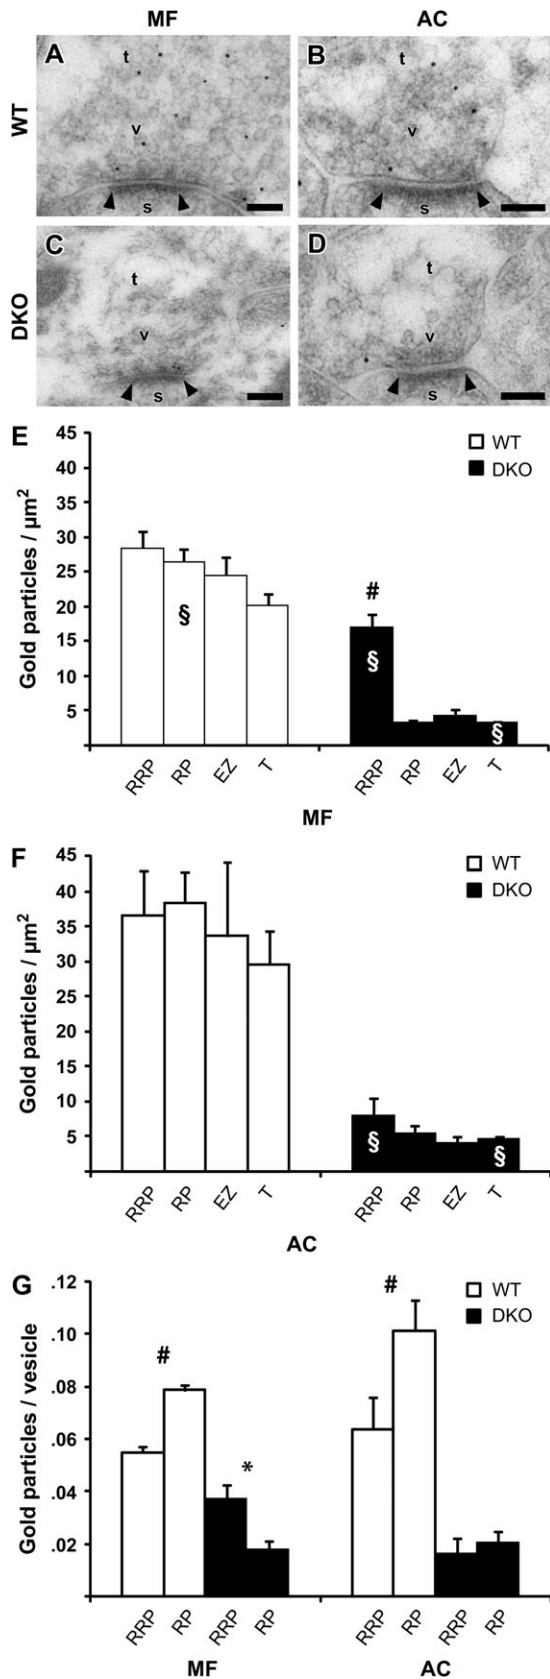 MF AC
WT
A t v s
B t v s
DKO
C t v s
D t v s
E
45
40
35
30
25
20
15
10
5
Gold particles / µm²
WT
DKO
§
#
§
§
RRP RP EZ T RRP RP EZ T
MF
F
45
40
35
30
25
20
15
10
5
Gold particles / µm²
WT
DKO
§ §
RRP RP EZ T RRP RP EZ T
AC
G
.12
.10
.08
.06
.04
.02
Gold particles / vesicle
WT
DKO
#
*
#
RRP RP RRP RP RRP RP RRP RP
MF AC